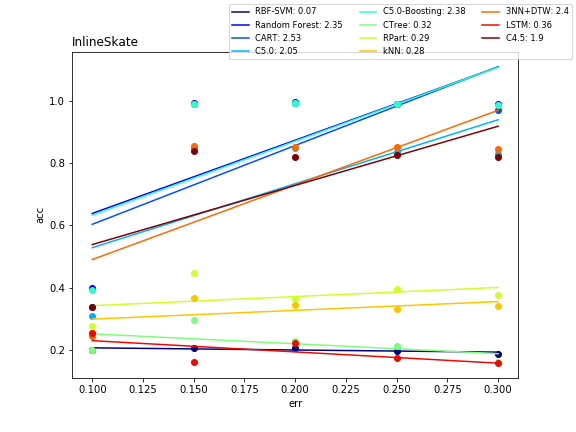 RBF-SVM: 0.07
Random Forest: 2.35
CART: 2.53
C5.0: 2.05
C5.0-Boosting: 2.38
CTree: 0.32
RPart: 0.29
kNN: 0.28
3NN+DTW: 2.4
LSTM: 0.36
C4.5: 1.9
InlineSkate
1.0
0.8
0.6
0.4
0.2
acc
0.100 0.125 0.150 0.175 0.200 0.225 0.250 0.275 0.300
err